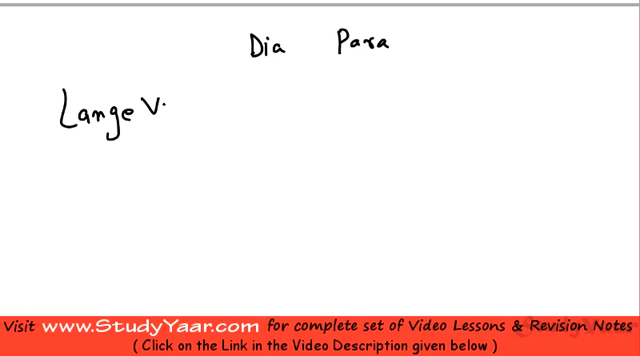 Dia Para
Lange V
Visit www.StudyYaar.com for complete set of Video Lessons & Revision Notes
( Click on the Link in the Video Description given below )